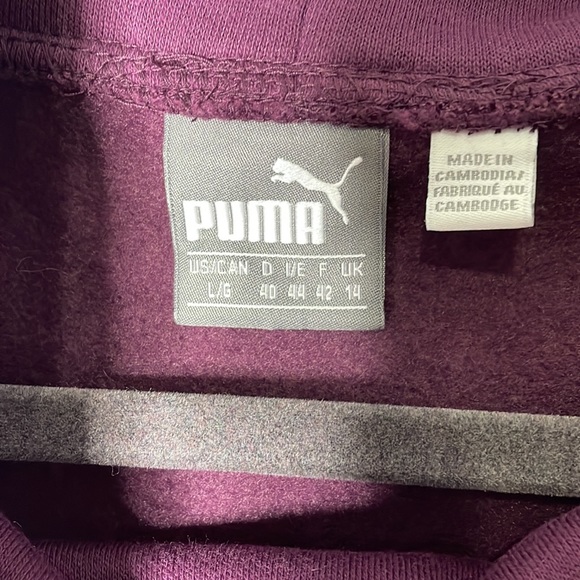 PUMA
US/CAN D I/E F UK
L/G 40 44 42 14
MADE IN
CAMBODIA/
FABRIQUÉ AU
CAMBODGE